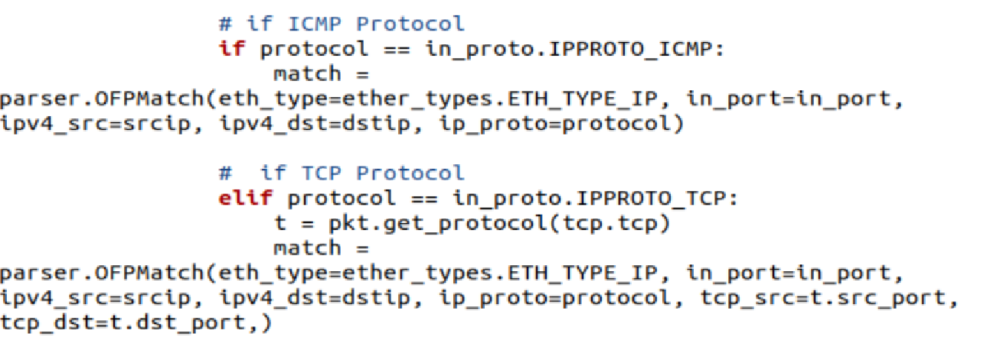 # if ICMP Protocol
if protocol == in_proto.IPPROTO_ICMP:
match =
parser.OFPMatch(eth_type=ether_types.ETH_TYPE_IP, in_port=in_port,
ipv4_src=srcip, ipv4_dst=dstip, ip_proto=protocol)
#  if TCP Protocol
elif protocol == in_proto.IPPROTO_TCP:
t = pkt.get_protocol(tcp.tcp)
match =
parser.OFPMatch(eth_type=ether_types.ETH_TYPE_IP, in_port=in_port,
ipv4_src=srcip, ipv4_dst=dstip, ip_proto=protocol, tcp_src=t.src_port,
tcp_dst=t.dst_port,)